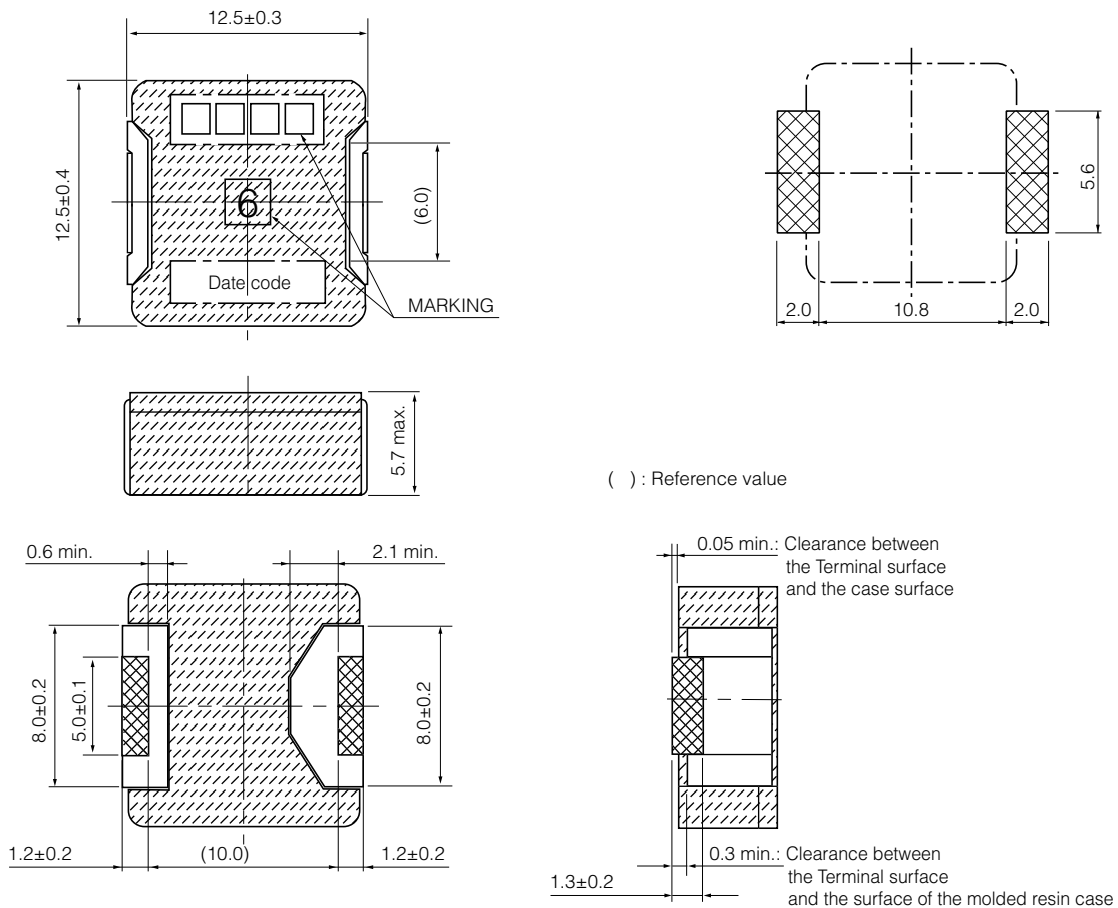 12.5±0.3
12.5±0.4
6
(6.0)
Date code
MARKING
5.6
2.0
10.8
2.0
5.7 max.
( ) : Reference value
0.6 min.
2.1 min.
8.0±0.2
5.0±0.1
8.0±0.2
1.2±0.2
(10.0)
1.2±0.2
0.05 min.: Clearance between
the Terminal surface
and the case surface
0.3 min.: Clearance between
the Terminal surface
and the surface of the molded resin case
1.3±0.2